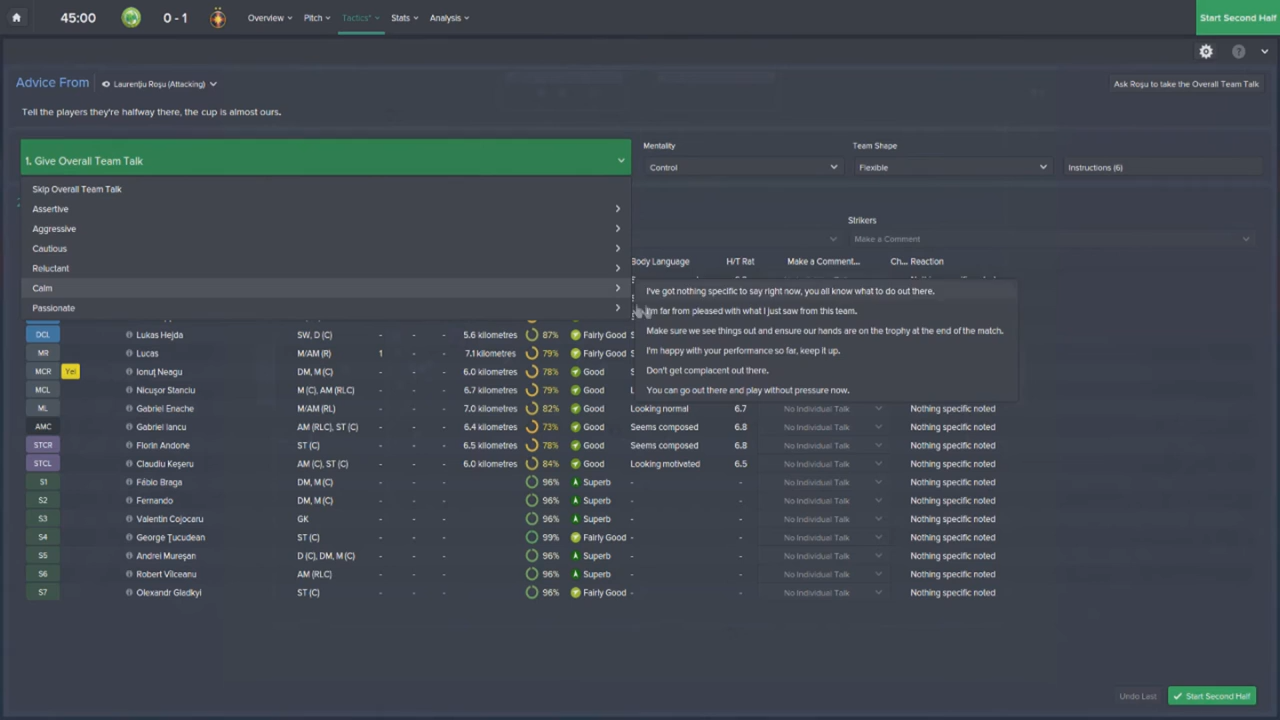 45:00 0 - 1 Overview Pitch Tactics* Stats Analysis Start Second Half
Advice From Laurenţiu Roşu (Attacking) Ask Roşu to take the Overall Team Talk
Tell the players they're halfway there, the cup is almost ours.
Mentality Team Shape
1. Give Overall Team Talk Control Flexible Instructions (6)
Skip Overall Team Talk
Assertive
Strikers
Aggressive
Make a Comment
Cautious
Body Language H/T Rat Make a Comment... Ch... Reaction
Reluctant
Calm
I've got nothing specific to say right now, you all know what to do out there.
Passionate
I'm far from pleased with what I just saw from this team.
Make sure we see things out and ensure our hands are on the trophy at the end of the match.
DCL Lukas Hejda SW, D (C) - - 5.6 kilometres 87% Fairly Good
I'm happy with your performance so far, keep it up.
MR Lucas M/AM (R) 1 - - 7.1 kilometres 79% Fairly Good
Don't get complacent out there.
MCR Yel Ionuţ Neagu DM, M (C) - - - 6.0 kilometres 78% Good
You can go out there and play without pressure now.
MCL Nicuşor Stanciu M (C), AM (RLC) - - - 6.0 kilometres 79% Good
ML Gabriel Enache M/AM (RL) - - - 7.0 kilometres 82% Good Looking normal 6.7 No Individual Talk Nothing specific noted
AMC Gabriel Iancu AM (RLC), ST (C) - - - 6.4 kilometres 73% Good Seems composed 6.8 No Individual Talk Nothing specific noted
STCR Florin Andone ST (C) - - - 6.5 kilometres 78% Good Seems composed 6.8 No Individual Talk Nothing specific noted
STCL Claudiu Keşeru AM (C), ST (C) - - - 6.0 kilometres 84% Good Looking motivated 6.5 No Individual Talk Nothing specific noted
S1 Fábio Braga DM, M (C) - - - - 96% Superb - - No Individual Talk Nothing specific noted
S2 Fernando DM, M (C) - - - - 96% Superb - - No Individual Talk Nothing specific noted
S3 Valentin Cojocaru GK - - - - 96% Superb - - No Individual Talk Nothing specific noted
S4 George Ţucudean ST (C) - - - - 99% Fairly Good - - No Individual Talk Nothing specific noted
S5 Andrei Mureşan D (C), DM, M (C) - - - - 96% Superb - - No Individual Talk Nothing specific noted
S6 Robert Vîlceanu AM (RLC) - - - - 96% Superb - - No Individual Talk Nothing specific noted
S7 Olexandr Gladkyi ST (C) - - - - 96% Fairly Good - - No Individual Talk Nothing specific noted
Undo Last Start Second Half